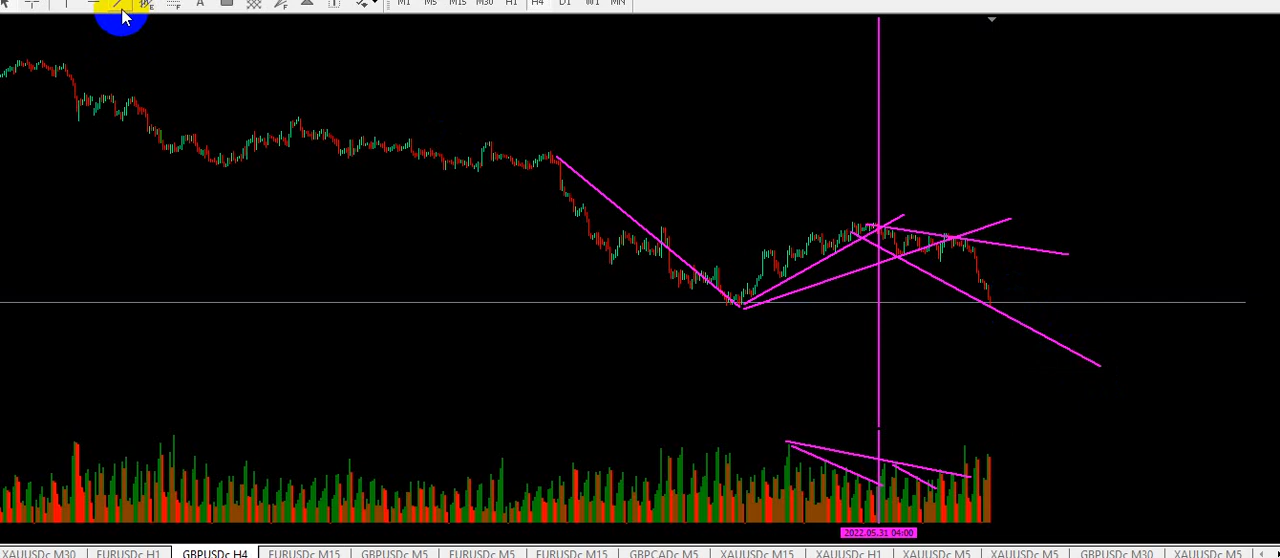 A T M1 M5 M15 M30 H1 H4 D1 W1 MN
2022.05.31 04:00
XAUUSDc M30 EURUSDc H1 GBPUSDc H4 EURUSDc M15 GBPUSDc M5 EURUSDc M5 EURUSDc M15 GBPCADc M5 XAUUSDc M15 XAUUSDc H1 XAUUSDc M5 XAUUSDc M5 GBPUSDc M30 XAUUSDc M5